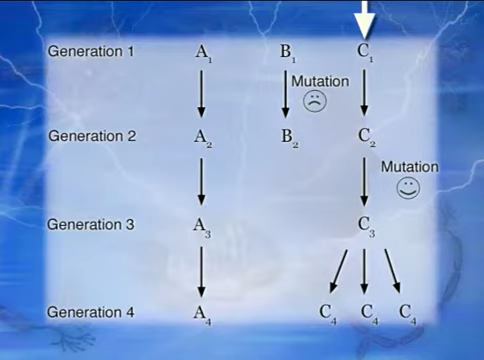 Generation 1 A₁ B₁ C₁
Mutation
Generation 2 A₂ B₂ C₂
Mutation
Generation 3 A₃ C₃
Generation 4 A₄ C₄ C₄ C₄